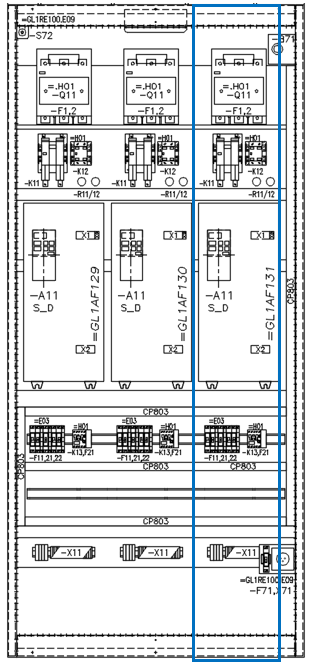 =GL1RE100.E09
-S72
-G71
=.H01 =.H01 =.H01
-Q11 -Q11 -Q11
-F1,2 -F1,2 -F1,2
=H01 =H01 =H01
-K12 -K12 -K12
-K11 -K11 -K11
-R11/12 -R11/12 -R11/12
X1 X1 X1
-A11 -A11 -A11
S_D S_D S_D
=GL1AF129
=GL1AF130
=GL1AF131
CP803
X2 X2 X2
CP803
=E03 =H01 =E03 =H01 =E03 =H01
-F11,21,22 -K13,F21 -F11,21,22 -K13,F21 -F11,21,22 -K13,F21
CP803
CP803 CP803
CP803
-X11 -X11 -X11
=GL1RE100.E09
-F71,X71